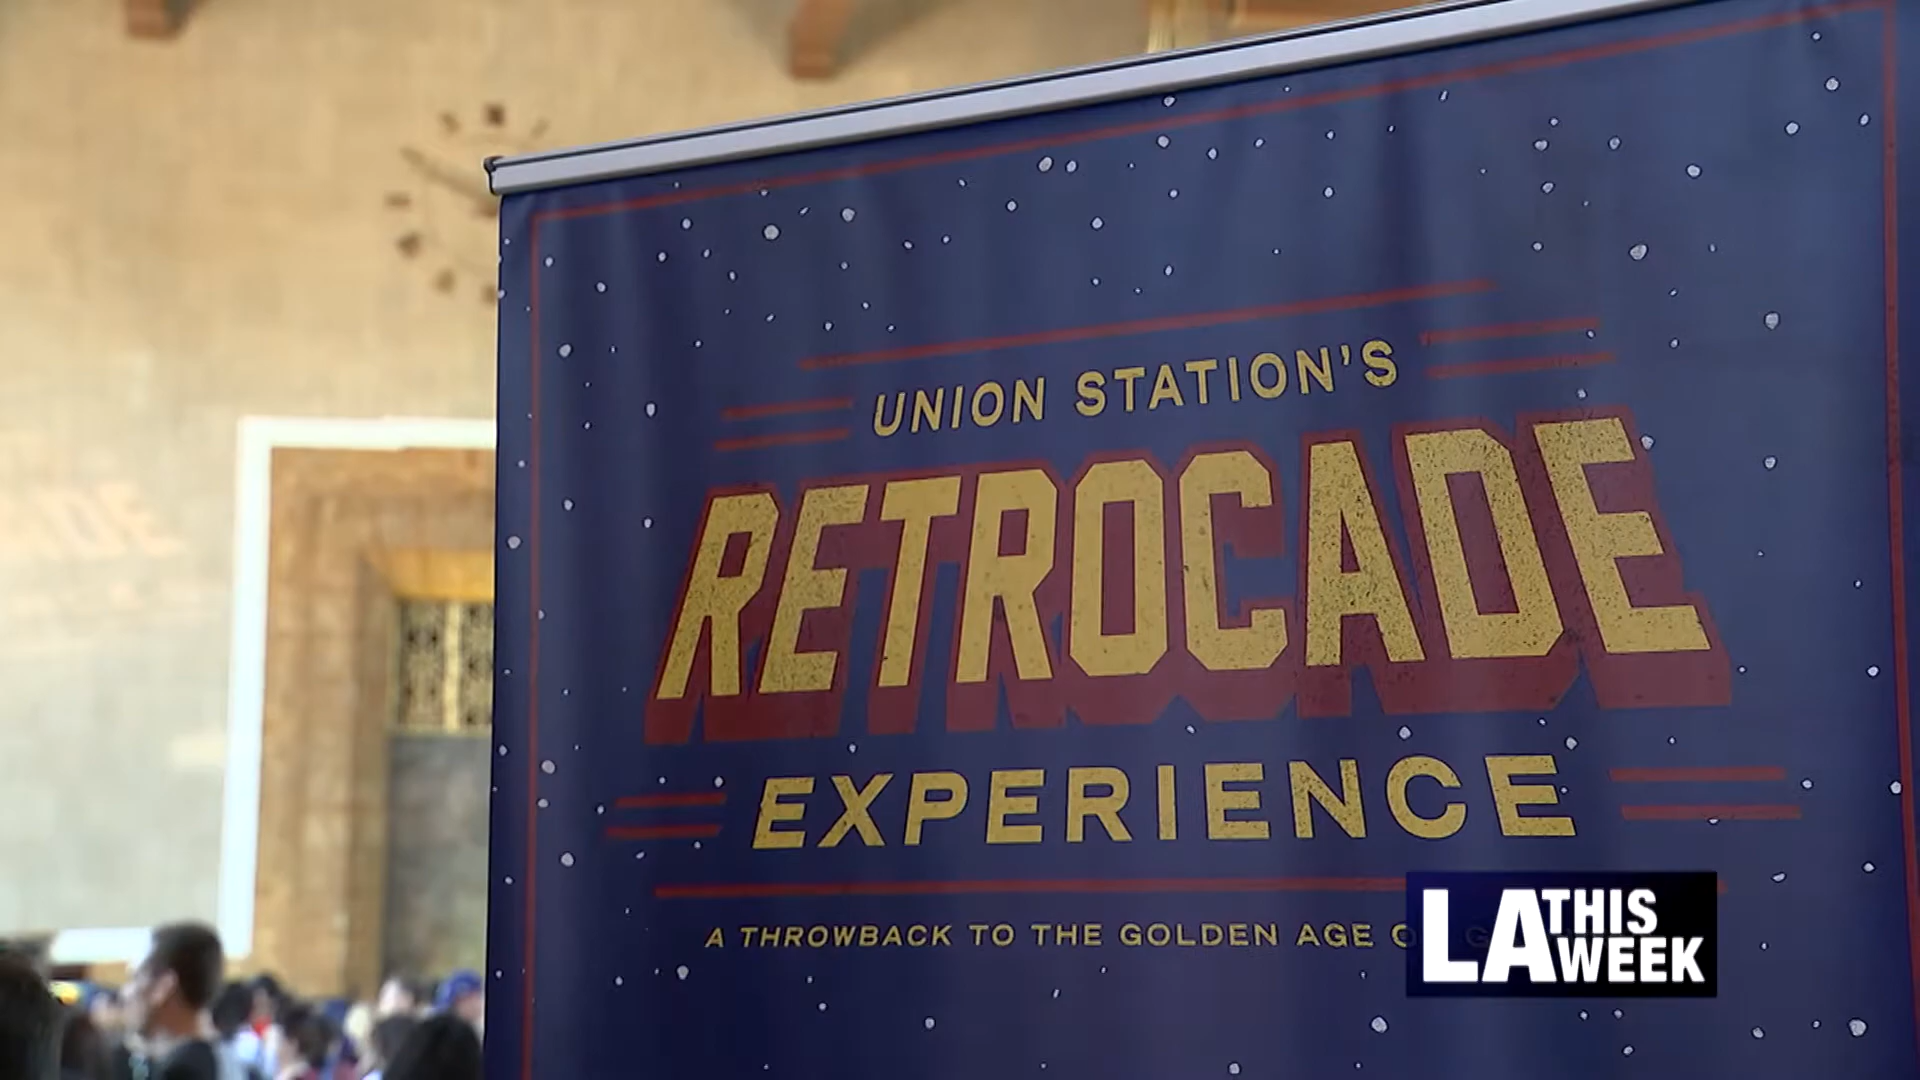 UNION STATION'S
RETROCADE
EXPERIENCE
A THROWBACK TO THE GOLDEN AGE
LA THIS
WEEK